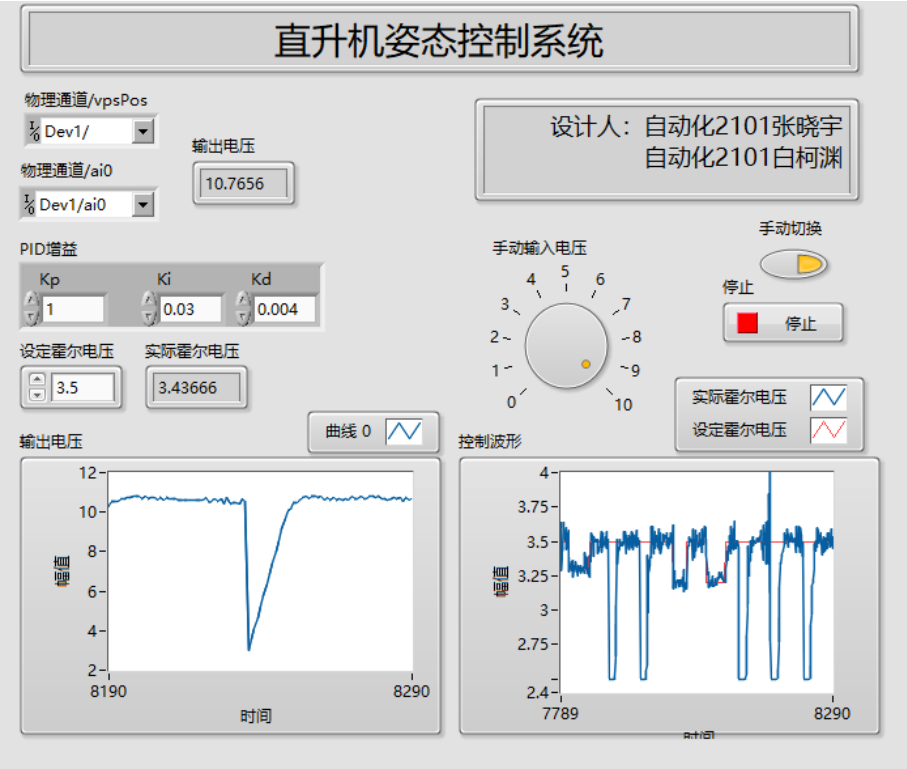 直升机姿态控制系统
物理通道/vpsPos
Dev1/
物理通道/ai0
Dev1/ai0
输出电压
10.7656
设计人：自动化2101张晓宇
自动化2101白柯渊
PID增益
Kp Ki Kd
1 0.03 0.004
设定霍尔电压 实际霍尔电压
3.5 3.43666
手动输入电压
0 1 2 3 4 5 6 7 8 9 10
手动切换
停止
停止
实际霍尔电压
设定霍尔电压
输出电压
曲线 0
幅值
12
10
8
6
4
2
8190 8290
时间
控制波形
幅值
4
3.75
3.5
3.25
3
2.75
2.4
7789 8290
时间